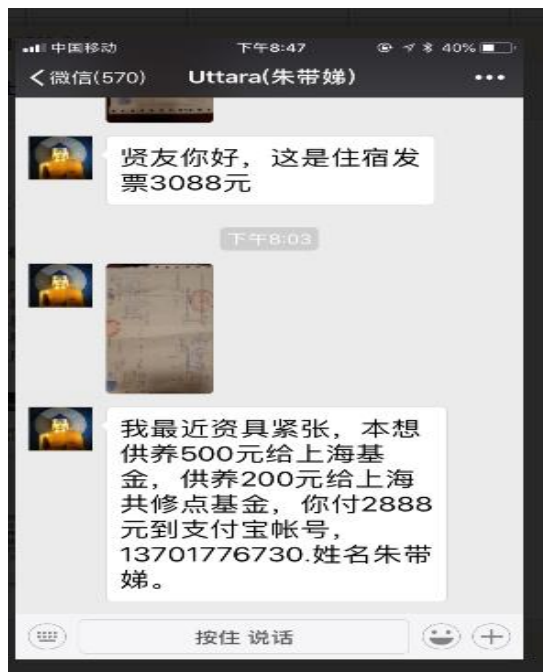 中国移动 下午8:47 40%
微信(570) Uttara(朱带娣)
贤友你好，这是住宿发
票3088元
下午8:03
我最近资具紧张，本想
供养500元给上海基
金，供养200元给上海
共修点基金，你付2888
元到支付宝帐号，
13701776730.姓名朱带
娣。
按住 说话